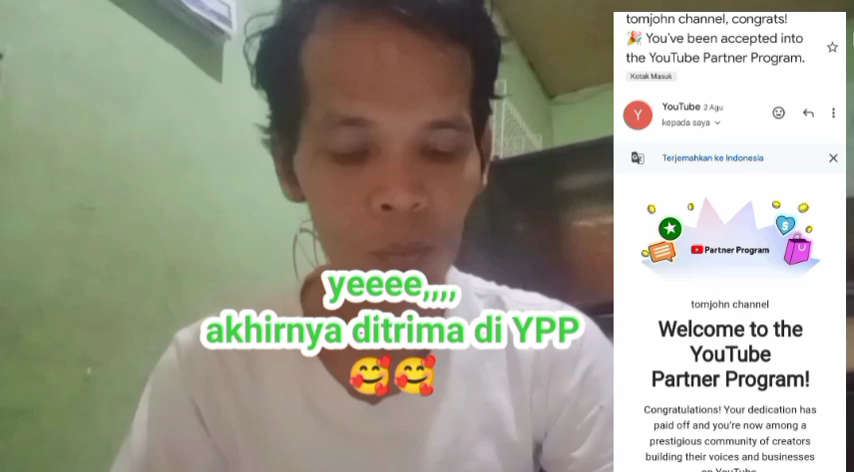 yeeee,,,,
akhirnya ditrima di YPP
🥰🥰
tomjohn channel, congrats!
🎉 You've been accepted into
the YouTube Partner Program.
Kotak Masuk
Y
YouTube 2 Agu
kepada saya
Terjemahkan ke Indonesia
Partner Program
tomjohn channel
Welcome to the
YouTube
Partner Program!
Congratulations! Your dedication has
paid off and you're now among a
prestigious community of creators
building their voices and businesses
on YouTube.